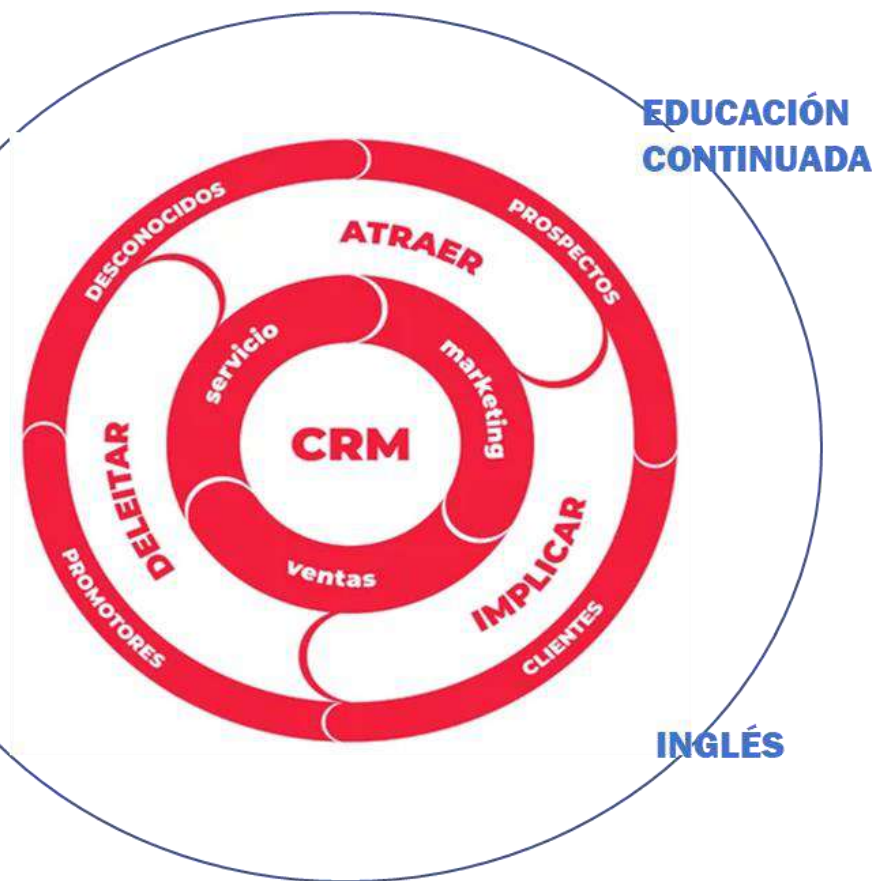 EDUCACIÓN
CONTINUADA
DESCONOCIDOS
PROSPECTOS
ATRAER
servicio
marketing
CRM
DELEITAR
IMPLICAR
ventas
PROMOTORES
CLIENTES
INGLÉS